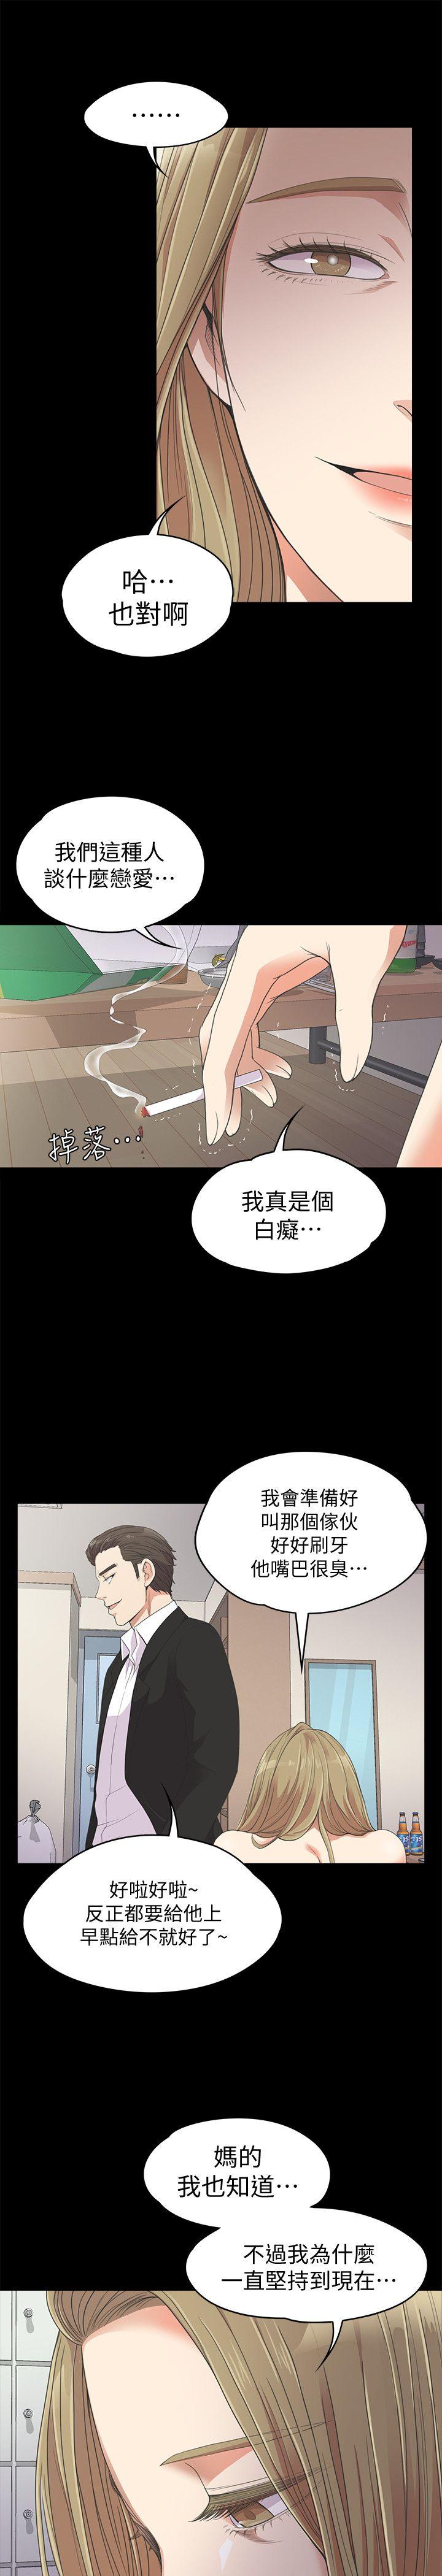 ……
哈…
也對啊
我們這種人
談什麼戀愛…
掉落…
我真是個
白癡…
我會準備好
叫那個傢伙
好好刷牙
他嘴巴很臭…
好啦好啦~
反正都要給他上
早點給不就好了~
媽的
我也知道…
不過我為什麼
一直堅持到現在…